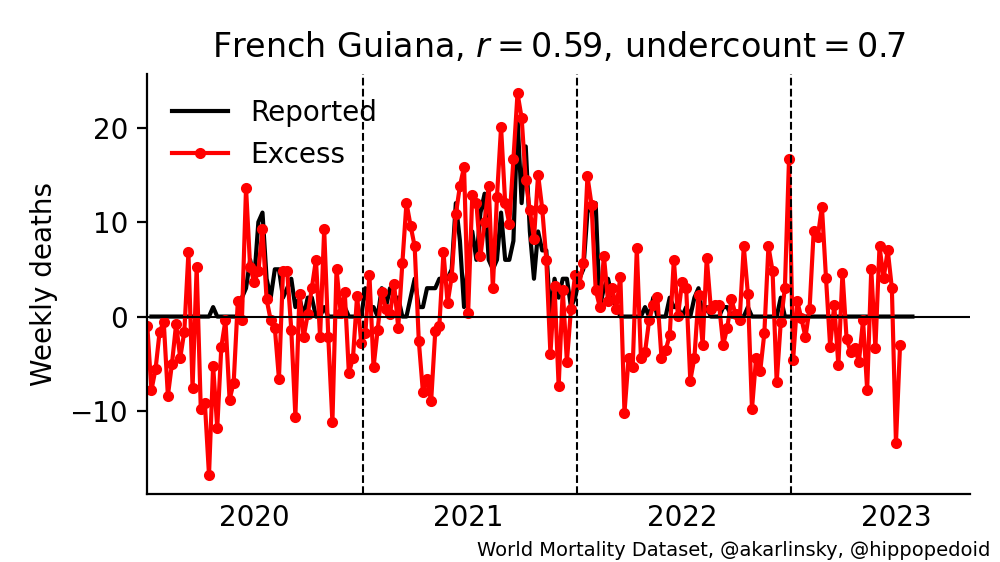 French Guiana, r = 0.59, undercount = 0.7
Reported
Excess
Weekly deaths
20
10
0
−10
2020 2021 2022 2023
World Mortality Dataset, @akarlinsky, @hippopedoid